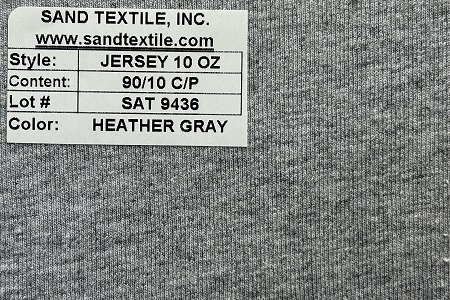 SAND TEXTILE, INC.
www.sandtextile.com
Style: JERSEY 10 OZ
Content: 90/10 C/P
Lot # SAT 9436
Color: HEATHER GRAY